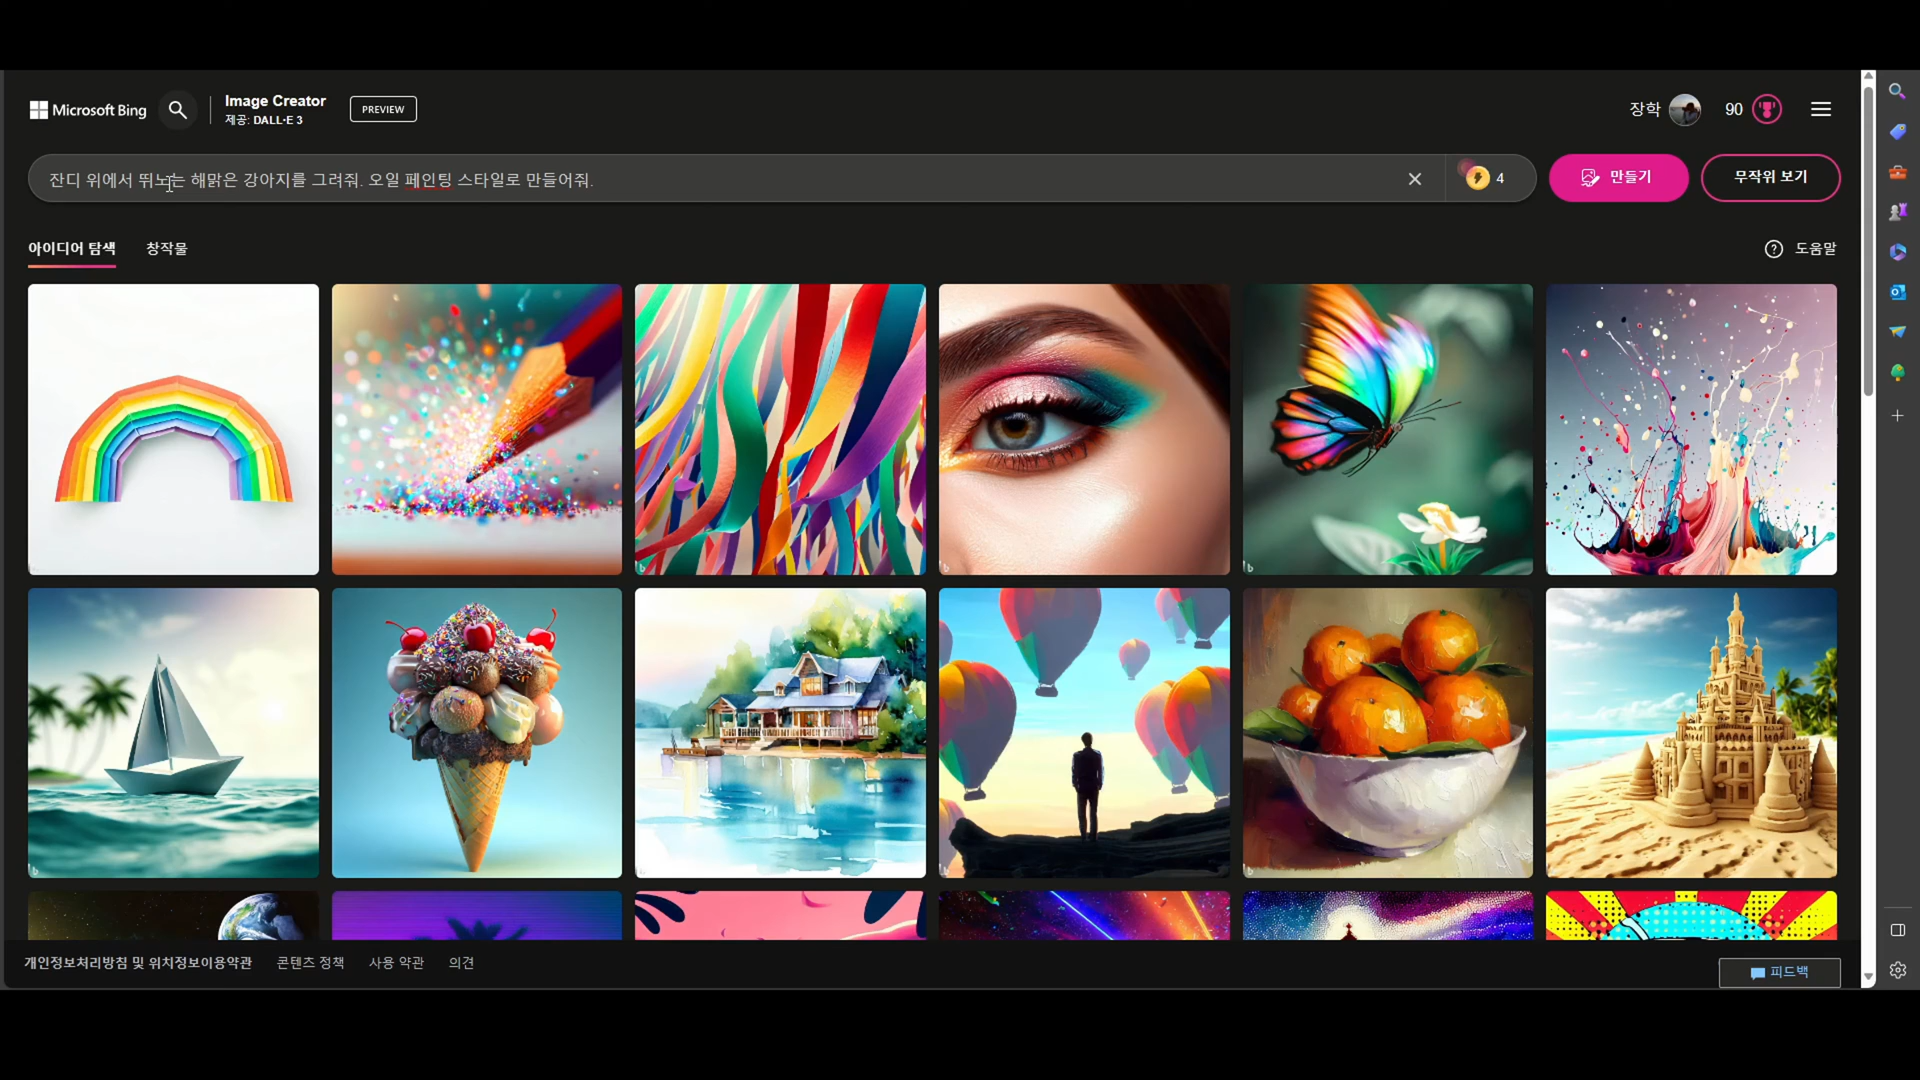 Microsoft Bing
Image Creator
제공: DALL·E 3
PREVIEW
장학
90
잔디 위에서 뛰노는 해맑은 강아지를 그려줘. 오일 페인팅 스타일로 만들어줘.
4
만들기
무작위 보기
아이디어 탐색
창작물
도움말
개인정보처리방침 및 위치정보이용약관
콘텐츠 정책
사용 약관
의견
피드백